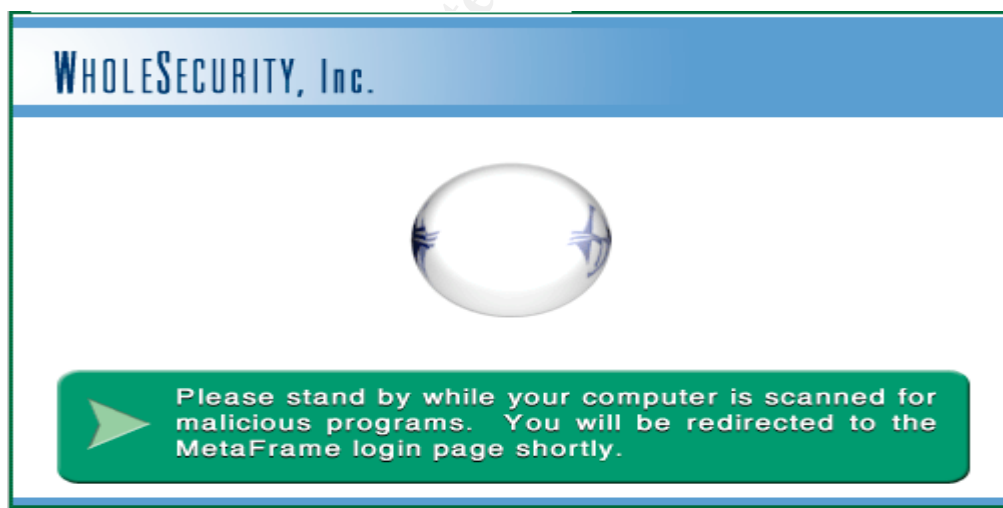 WHOLESECURITY, Inc.
Please stand by while your computer is scanned for
malicious programs. You will be redirected to the
MetaFrame login page shortly.